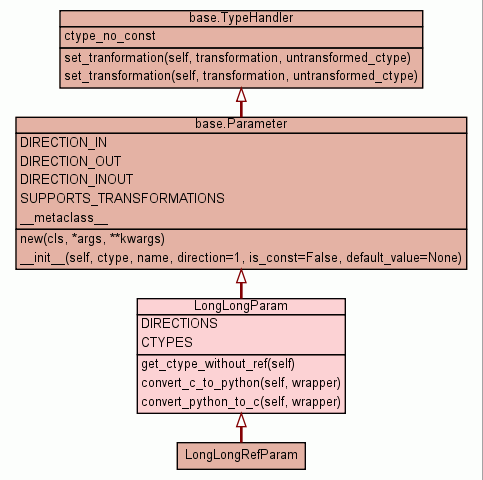 base.TypeHandler
ctype_no_const
set_tranformation(self, transformation, untransformed_ctype)
set_transformation(self, transformation, untransformed_ctype)
base.Parameter
DIRECTION_IN
DIRECTION_OUT
DIRECTION_INOUT
SUPPORTS_TRANSFORMATIONS
__metaclass__
new(cls, *args, **kwargs)
__init__(self, ctype, name, direction=1, is_const=False, default_value=None)
LongLongParam
DIRECTIONS
CTYPES
get_ctype_without_ref(self)
convert_c_to_python(self, wrapper)
convert_python_to_c(self, wrapper)
LongLongRefParam